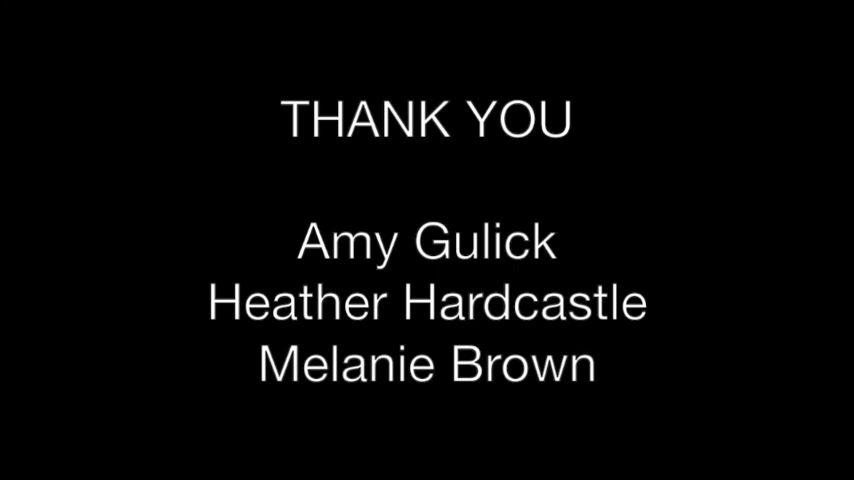 THANK YOU
Amy Gulick
Heather Hardcastle
Melanie Brown